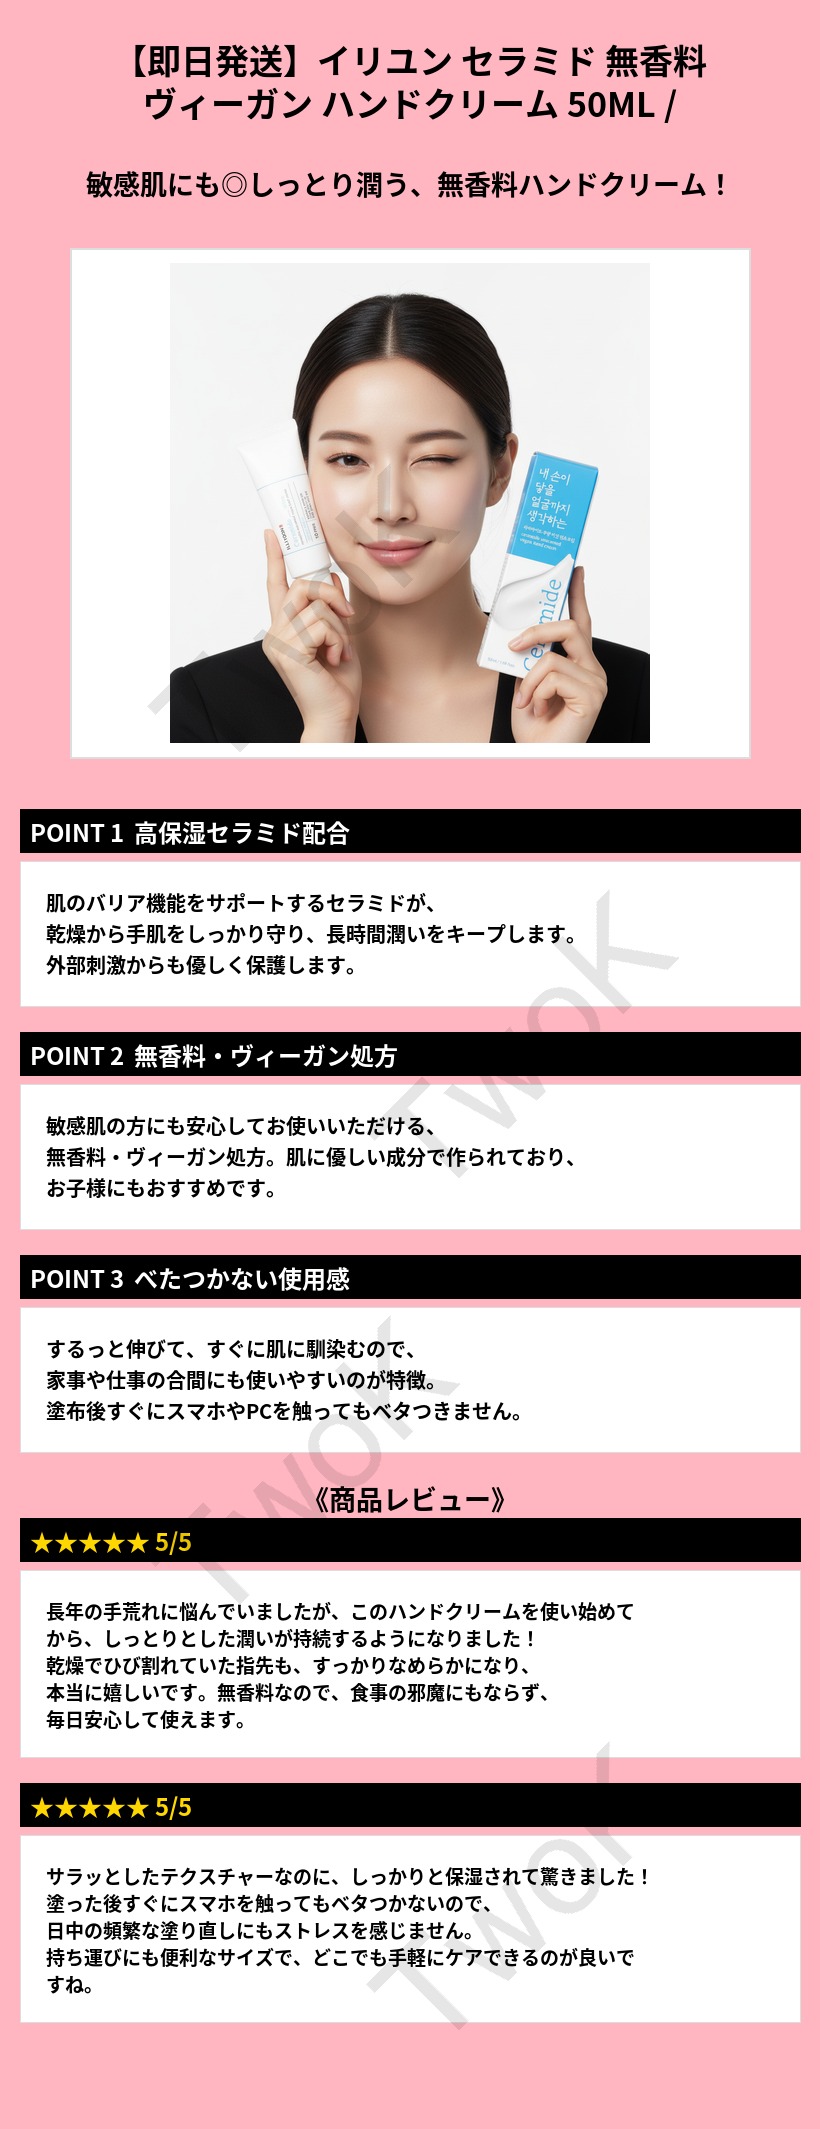 【即日発送】イリユン セラミド 無香料
ヴィーガン ハンドクリーム 50ML /
敏感肌にも◎しっとり潤う、無香料ハンドクリーム！
내 손이
닿을
얼굴까지
생각하는
ceramide unscented
vegan hand cream
Ceramide
ILLIYOON
TwoK
POINT 1 高保湿セラミド配合
肌のバリア機能をサポートするセラミドが、
乾燥から手肌をしっかり守り、長時間潤いをキープします。
外部刺激からも優しく保護します。
TwoK
POINT 2 無香料・ヴィーガン処方
敏感肌の方にも安心してお使いいただける、
無香料・ヴィーガン処方。肌に優しい成分で作られており、
お子様にもおすすめです。
POINT 3 べたつかない使用感
するっと伸びて、すぐに肌に馴染むので、
家事や仕事の合間にも使いやすいのが特徴。
塗布後すぐにスマホやPCを触ってもベタつきません。
TwoK
《商品レビュー》
★★★★★ 5/5
長年の手荒れに悩んでいましたが、このハンドクリームを使い始めて
から、しっとりとした潤いが持続するようになりました！
乾燥でひび割れていた指先も、すっかりなめらかになり、
本当に嬉しいです。無香料なので、食事の邪魔にもならず、
毎日安心して使えます。
★★★★★ 5/5
サラッとしたテクスチャーなのに、しっかりと保湿されて驚きました！
塗った後すぐにスマホを触ってもベタつかないので、
日中の頻繁な塗り直しにもストレスを感じません。
持ち運びにも便利なサイズで、どこでも手軽にケアできるのが良いで
すね。
TwoK